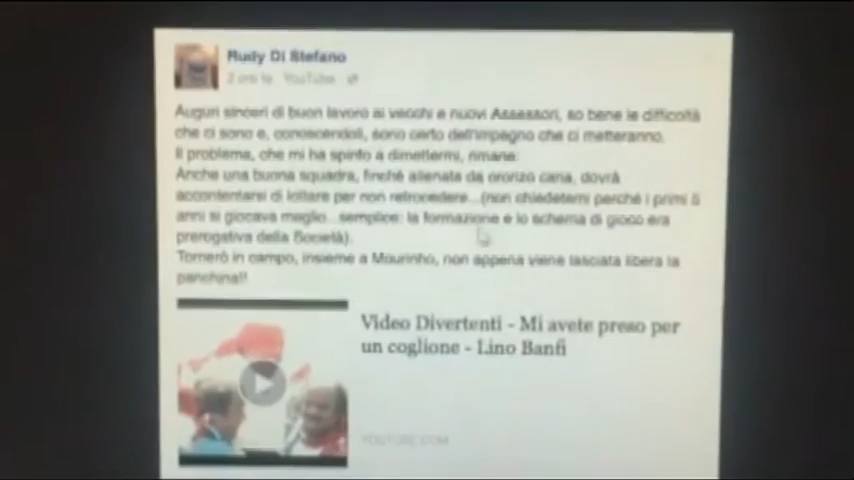 Rudy Di Stefano
2 ore fa YouTube
Auguri sinceri di buon lavoro ai vecchi e nuovi Assessori, so bene le difficoltà
che ci sono e, conoscendoli, sono certo dell'impegno che ci metteranno.
Il problema, che mi ha spinto a dimettermi, rimane:
Anche una buona squadra, finché allenata da oronzo cana, dovrà
accontentarsi di lottare per non retrocedere...(non chiedetemi perché i primi 5
anni si giocava meglio...semplice: la formazione e lo schema di gioco era
prerogativa della Società).
Tornerò in campo, insieme a Mourinho, non appena viene lasciata libera la
panchina!!
Video Divertenti - Mi avete preso per
un coglione - Lino Banfi
YOUTUBE.COM